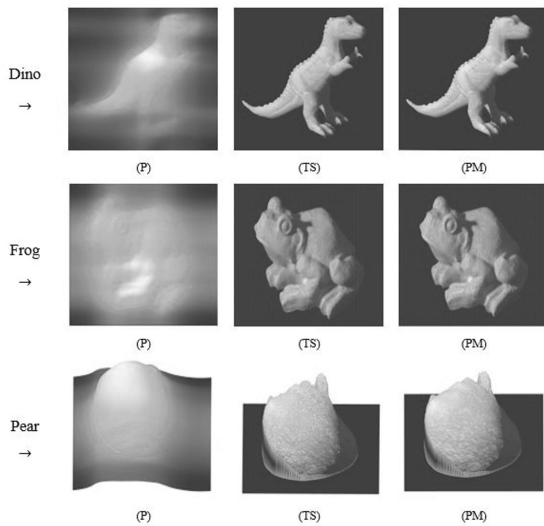 Dino
→
(P) (TS) (PM)
Frog
→
(P) (TS) (PM)
Pear
→
(P) (TS) (PM)